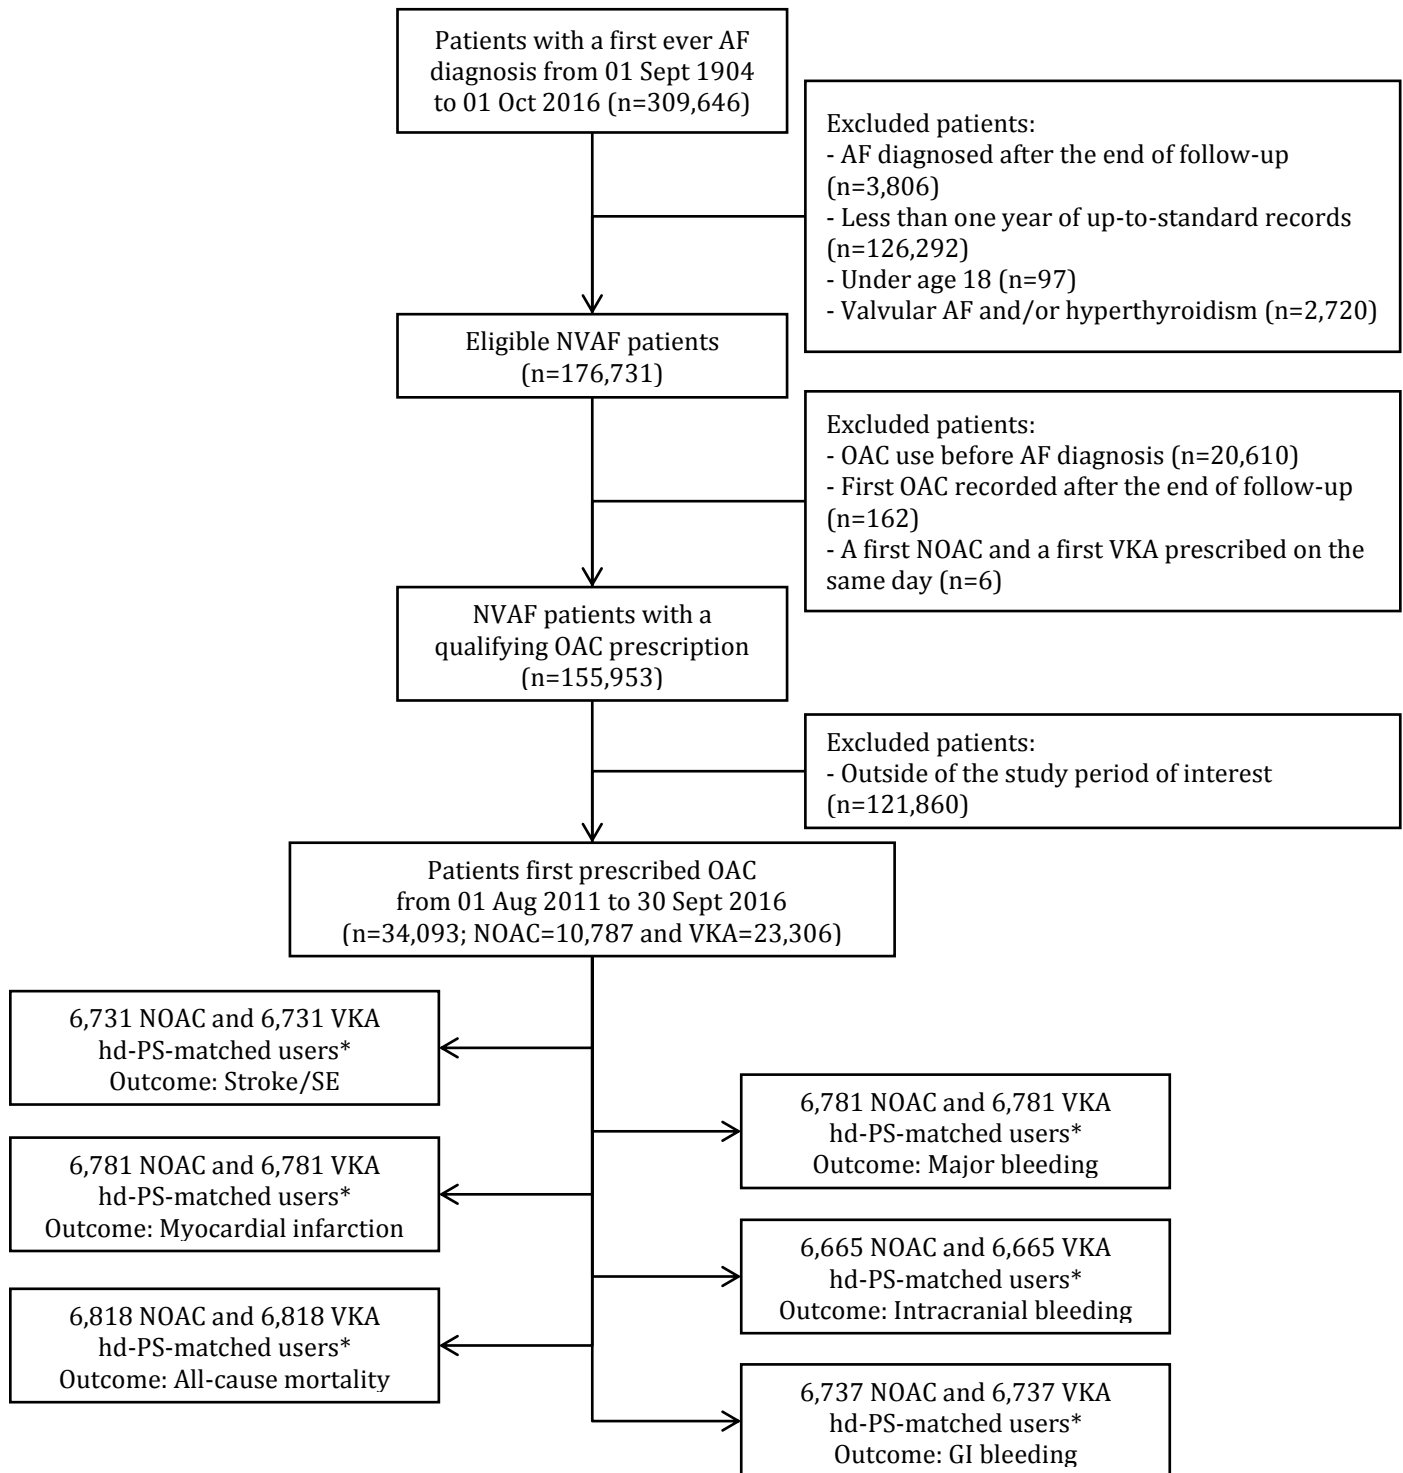 Patients with a first ever AF
diagnosis from 01 Sept 1904
to 01 Oct 2016 (n=309,646)
Excluded patients:
- AF diagnosed after the end of follow-up
(n=3,806)
- Less than one year of up-to-standard records
(n=126,292)
- Under age 18 (n=97)
- Valvular AF and/or hyperthyroidism (n=2,720)
Eligible NVAF patients
(n=176,731)
Excluded patients:
- OAC use before AF diagnosis (n=20,610)
- First OAC recorded after the end of follow-up
(n=162)
- A first NOAC and a first VKA prescribed on the
same day (n=6)
NVAF patients with a
qualifying OAC prescription
(n=155,953)
Excluded patients:
- Outside of the study period of interest
(n=121,860)
Patients first prescribed OAC
from 01 Aug 2011 to 30 Sept 2016
(n=34,093; NOAC=10,787 and VKA=23,306)
6,731 NOAC and 6,731 VKA
hd-PS-matched users*
Outcome: Stroke/SE
6,781 NOAC and 6,781 VKA
hd-PS-matched users*
Outcome: Major bleeding
6,781 NOAC and 6,781 VKA
hd-PS-matched users*
Outcome: Myocardial infarction
6,665 NOAC and 6,665 VKA
hd-PS-matched users*
Outcome: Intracranial bleeding
6,818 NOAC and 6,818 VKA
hd-PS-matched users*
Outcome: All-cause mortality
6,737 NOAC and 6,737 VKA
hd-PS-matched users*
Outcome: GI bleeding